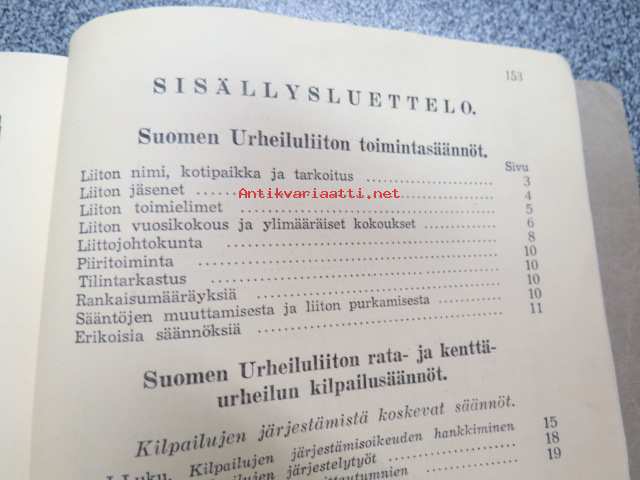 153
SISÄLLYSLUETTELO.
Suomen Urheiluliiton toimintasäännöt.
Sivu
Liiton nimi, kotipaikka ja tarkoitus .................... 3
Liiton jäsenet .................... 4
Antikvariaatti.net
Liiton toimielimet .................... 5
Liiton vuosikokous ja ylimääräiset kokoukset .................... 6
Liittojohtokunta .................... 8
Piiritoiminta .................... 10
Tilintarkastus .................... 10
Rankaisumääräyksiä .................... 10
Sääntöjen muuttamisesta ja liiton purkamisesta .................... 10
Erikoisia säännöksiä .................... 11
Suomen Urheiluliiton rata- ja kenttä-
urheilun kilpailusäännöt.
Kilpailujen järjestämistä koskevat säännöt.
I Luku. Kilpailujen järjestämisoikeuden hankkiminen 15
järjestelytyöt .................... 18
19